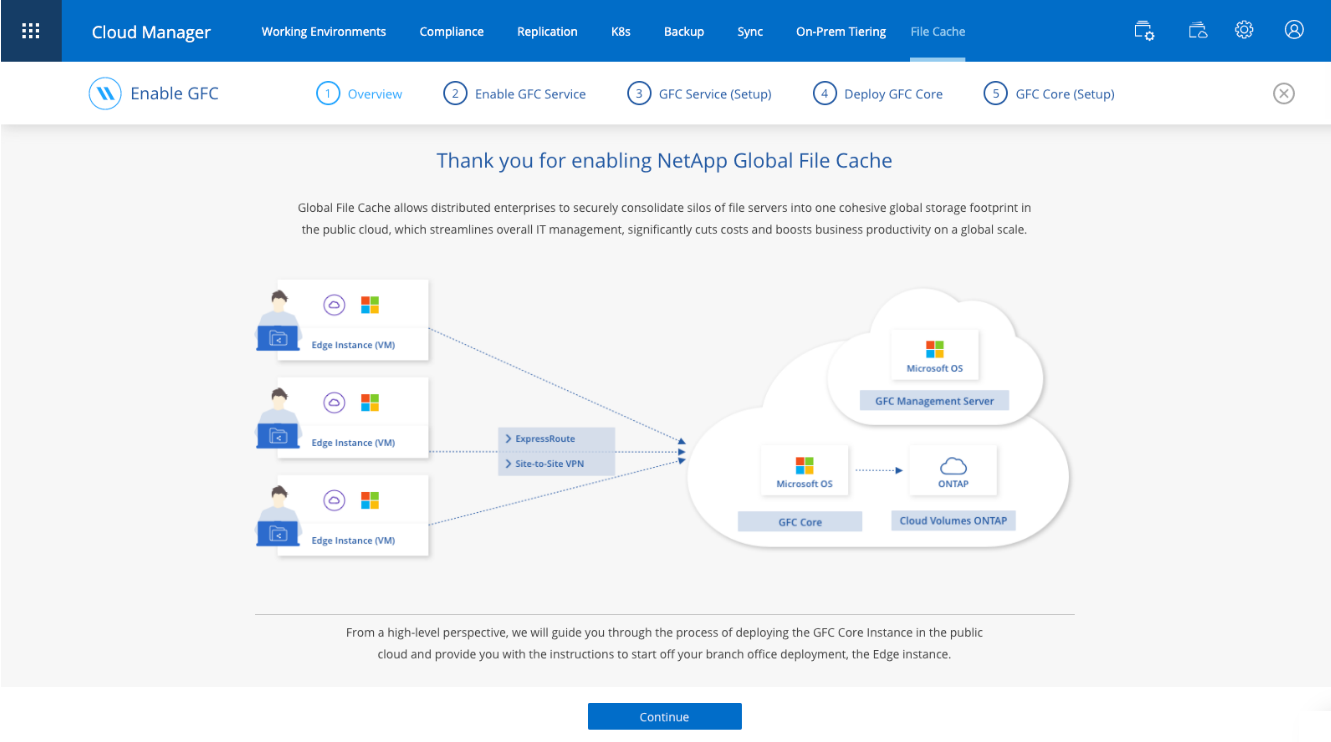 Cloud Manager
Working Environments
Compliance
Replication
K8s
Backup
Sync
On-Prem Tiering
File Cache
Enable GFC
1 Overview
2 Enable GFC Service
3 GFC Service (Setup)
4 Deploy GFC Core
5 GFC Core (Setup)
Thank you for enabling NetApp Global File Cache
Global File Cache allows distributed enterprises to securely consolidate silos of file servers into one cohesive global storage footprint in
the public cloud, which streamlines overall IT management, significantly cuts costs and boosts business productivity on a global scale.
Edge Instance (VM)
Edge Instance (VM)
Edge Instance (VM)
ExpressRoute
Site-to-Site VPN
Microsoft OS
GFC Management Server
Microsoft OS
GFC Core
ONTAP
Cloud Volumes ONTAP
From a high-level perspective, we will guide you through the process of deploying the GFC Core Instance in the public
cloud and provide you with the instructions to start off your branch office deployment, the Edge instance.
Continue